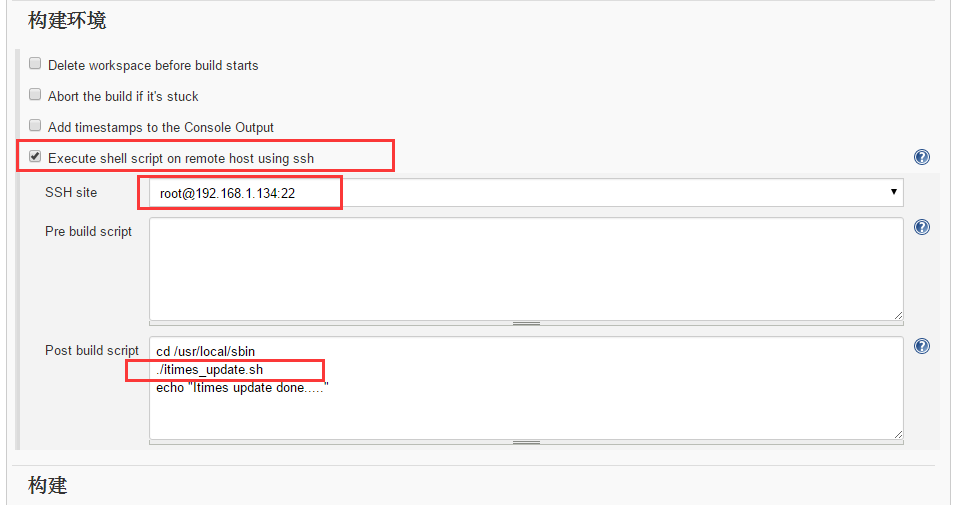 构建环境
Delete workspace before build starts
Abort the build if it's stuck
Add timestamps to the Console Output
Execute shell script on remote host using ssh
SSH site root@192.168.1.134:22
Pre build script
Post build script
cd /usr/local/sbin
./itimes_update.sh
echo "Itimes update done....."
构建